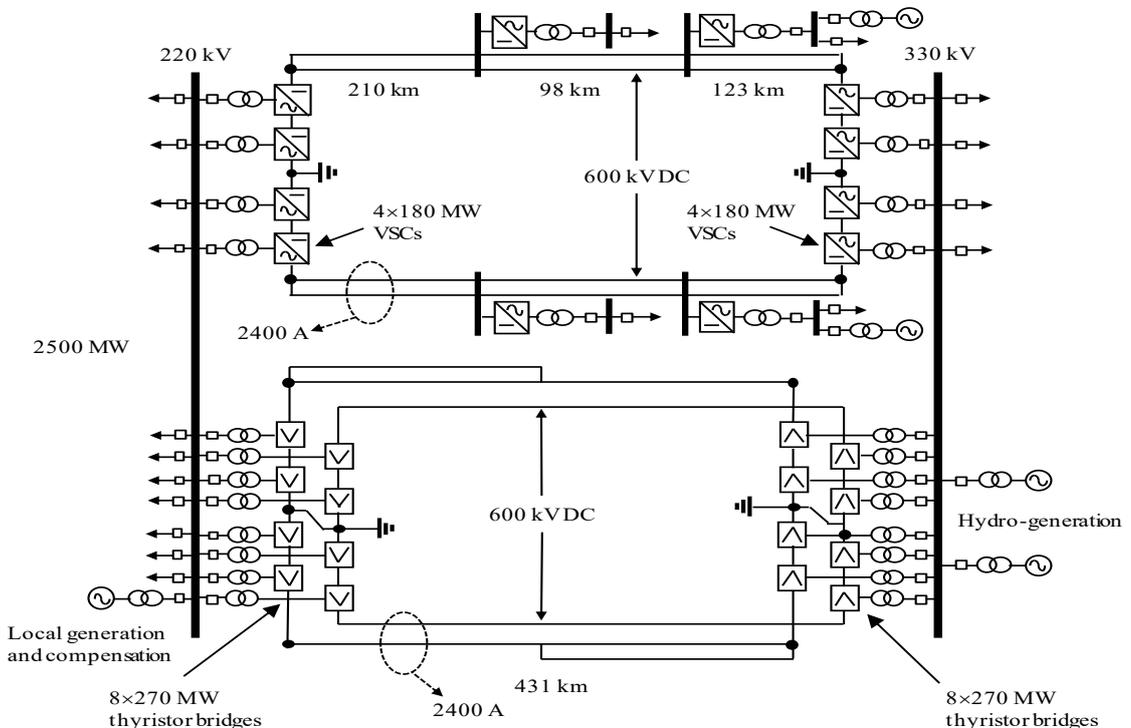 220 kV
330 kV
210 km
98 km
123 km
600 kV DC
4×180 MW
VSCs
4×180 MW
VSCs
2400 A
2500 MW
600 kV DC
Hydro-generation
Local generation
and compensation
431 km
8×270 MW
thyristor bridges
2400 A
8×270 MW
thyristor bridges